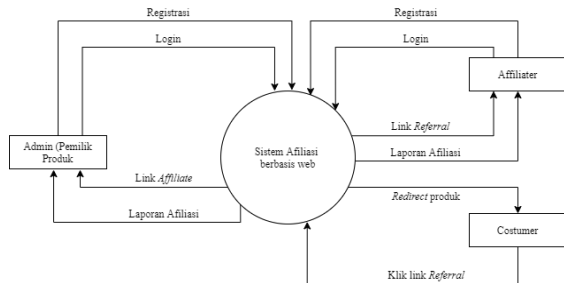 Registrasi
Login
Registrasi
Login
Affiliater
Admin (Pemilik
Produk
Sistem Afiliasi
berbasis web
Link Referral
Laporan Afiliasi
Link Affiliate
Laporan Afiliasi
Redirect produk
Costumer
Klik link Referral